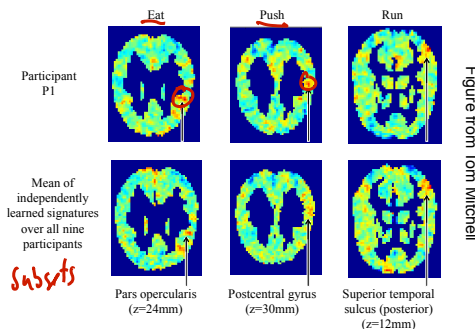 Eat
Push
Run
Participant
P1
Mean of
independently
learned signatures
over all nine
participants
Pars opercularis
(z=24mm)
Postcentral gyrus
(z=30mm)
Superior temporal
sulcus (posterior)
(z=12mm)
Figure from Tom Mitchell